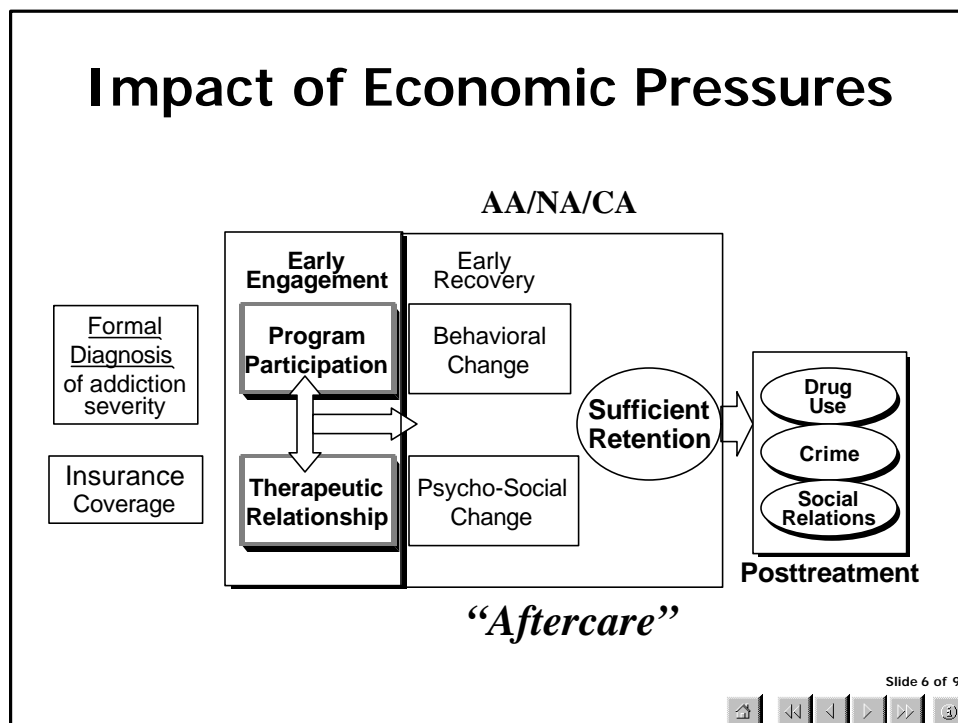 Impact of Economic Pressures
AA/NA/CA
Formal
Diagnosis
of addiction
severity
Insurance
Coverage
Early
Engagement
Program
Participation
Therapeutic
Relationship
Early
Recovery
Behavioral
Change
Psycho-Social
Change
Sufficient
Retention
Drug
Use
Crime
Social
Relations
Posttreatment
“Aftercare”
Slide 6 of 9